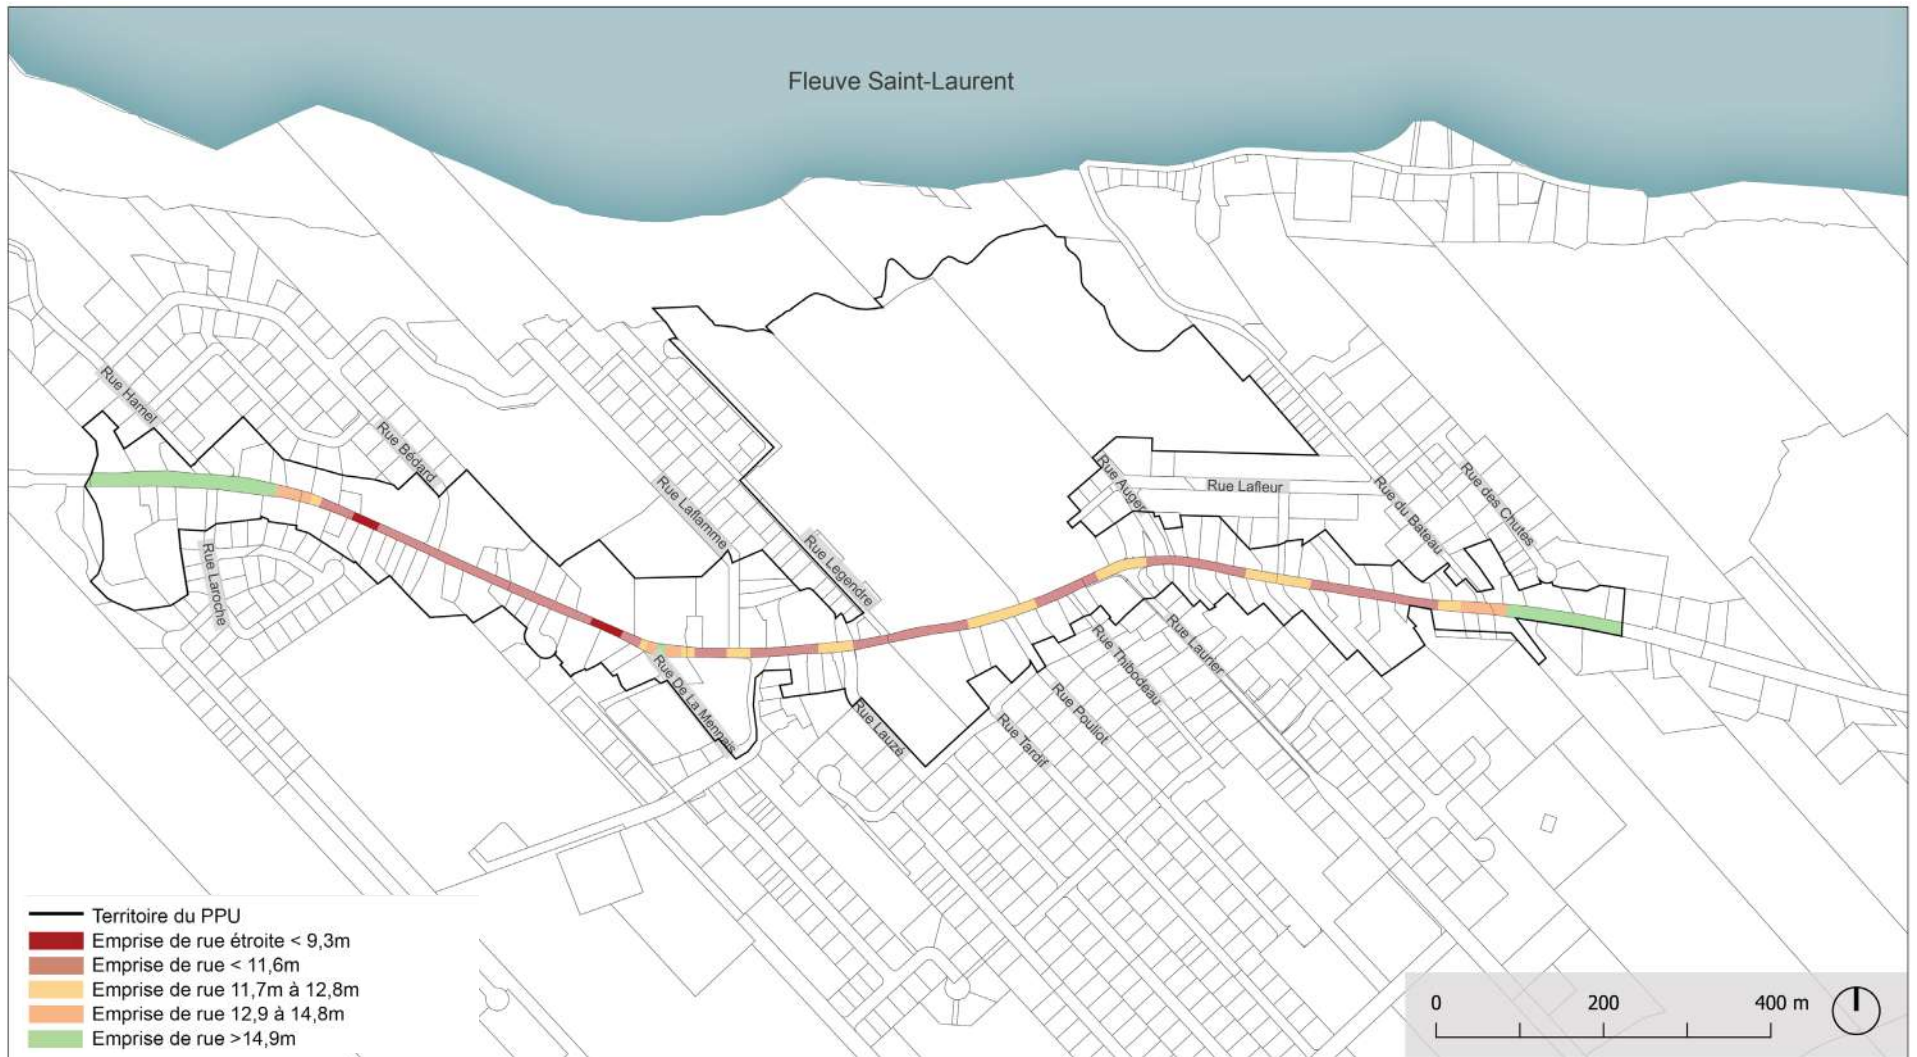 Fleuve Saint-Laurent
Rue Hamel
Rue Bédard
Rue Laroche
Rue Laflamme
Rue Legendre
Rue De La Mennais
Rue Lauzé
Rue Tardif
Rue Pouliot
Rue Thibodeau
Rue Laurier
Rue Auger
Rue Lafleur
Rue du Bateau
Rue des Chutes
Territoire du PPU
Emprise de rue étroite < 9,3m
Emprise de rue < 11,6m
Emprise de rue 11,7m à 12,8m
Emprise de rue 12,9 à 14,8m
Emprise de rue >14,9m
0 200 400 m